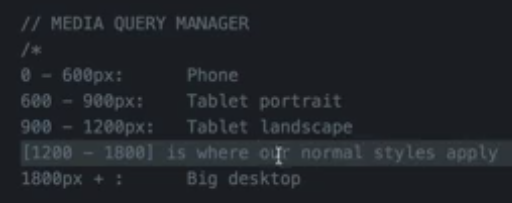 // MEDIA QUERY MANAGER
/*
0 - 600px: Phone
600 - 900px: Tablet portrait
900 - 1200px: Tablet landscape
[1200 - 1800] is where our normal styles apply
1800px + : Big desktop